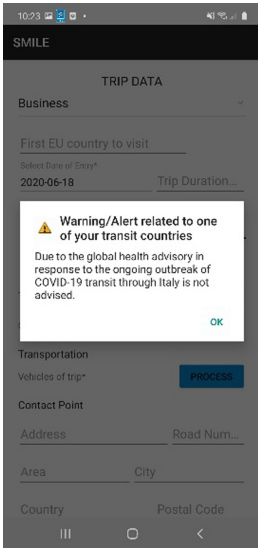 10:23
SMILE
TRIP DATA
Business
First EU country to visit
Select Date of Entry*
2020-06-18 Trip Duration...
Warning/Alert related to one
of your transit countries
Due to the global health advisory in
response to the ongoing outbreak of
COVID-19 transit through Italy is not
advised.
OK
Transportation
Vehicles of trip*
PROCESS
Contact Point
Address Road Num...
Area City
Country Postal Code